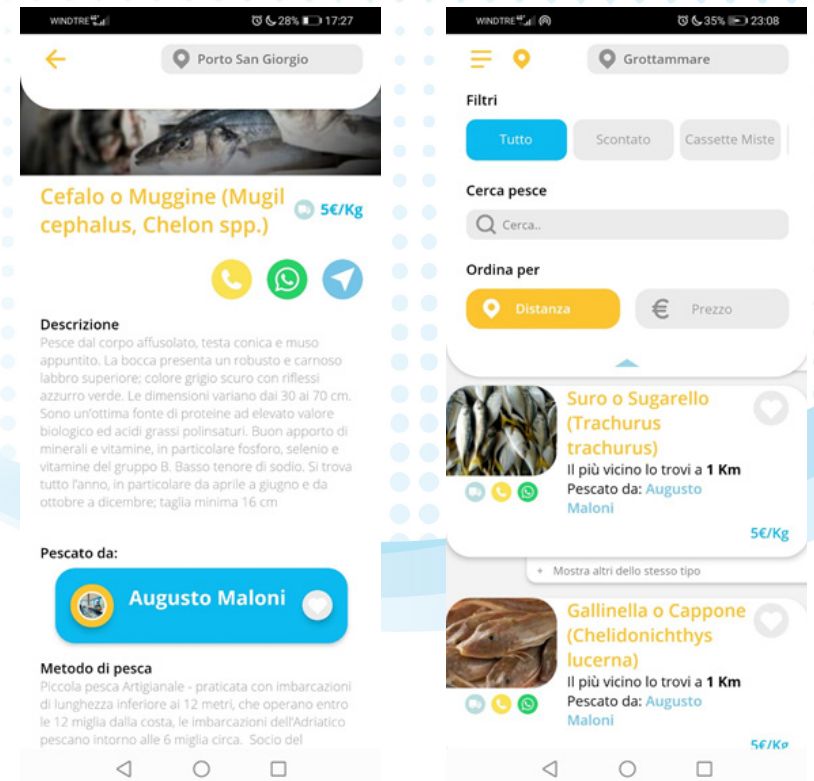 WINDTRE 28% 17:27
Porto San Giorgio
Cefalo o Muggine (Mugil
cephalus, Chelon spp.)
5€/Kg
Descrizione
Pesce dal corpo affusolato, testa conica e muso
appuntito. La bocca presenta un robusto e carnoso
labbro superiore; colore grigio scuro con riflessi
azzurro verde. Le dimensioni variano dai 30 ai 70 cm.
Sono un'ottima fonte di proteine ad elevato valore
biologico ed acidi grassi polinsaturi. Buon apporto di
minerali e vitamine, in particolare fosforo, selenio e
vitamine del gruppo B. Basso tenore di sodio. Si trova
tutto l'anno, in particolare da aprile a giugno e da
ottobre a dicembre; taglia minima 16 cm
Pescato da:
Augusto Maloni
Metodo di pesca
Piccola pesca Artigianale - praticata con imbarcazioni
di lunghezza inferiore ai 12 metri, che operano entro
le 12 miglia dalla costa, le imbarcazioni dell'Adriatico
pescano intorno alle 6 miglia circa. Socio del
WINDTRE 35% 23:08
Grottammare
Filtri
Tutto Scontato Cassette Miste
Cerca pesce
Cerca..
Ordina per
Distanza € Prezzo
Suro o Sugarello
(Trachurus
trachurus)
Il più vicino lo trovi a 1 Km
Pescato da: Augusto
Maloni
5€/Kg
+ Mostra altri dello stesso tipo
Gallinella o Cappone
(Chelidonichthys
lucerna)
Il più vicino lo trovi a 1 Km
Pescato da: Augusto
Maloni
5€/Kg